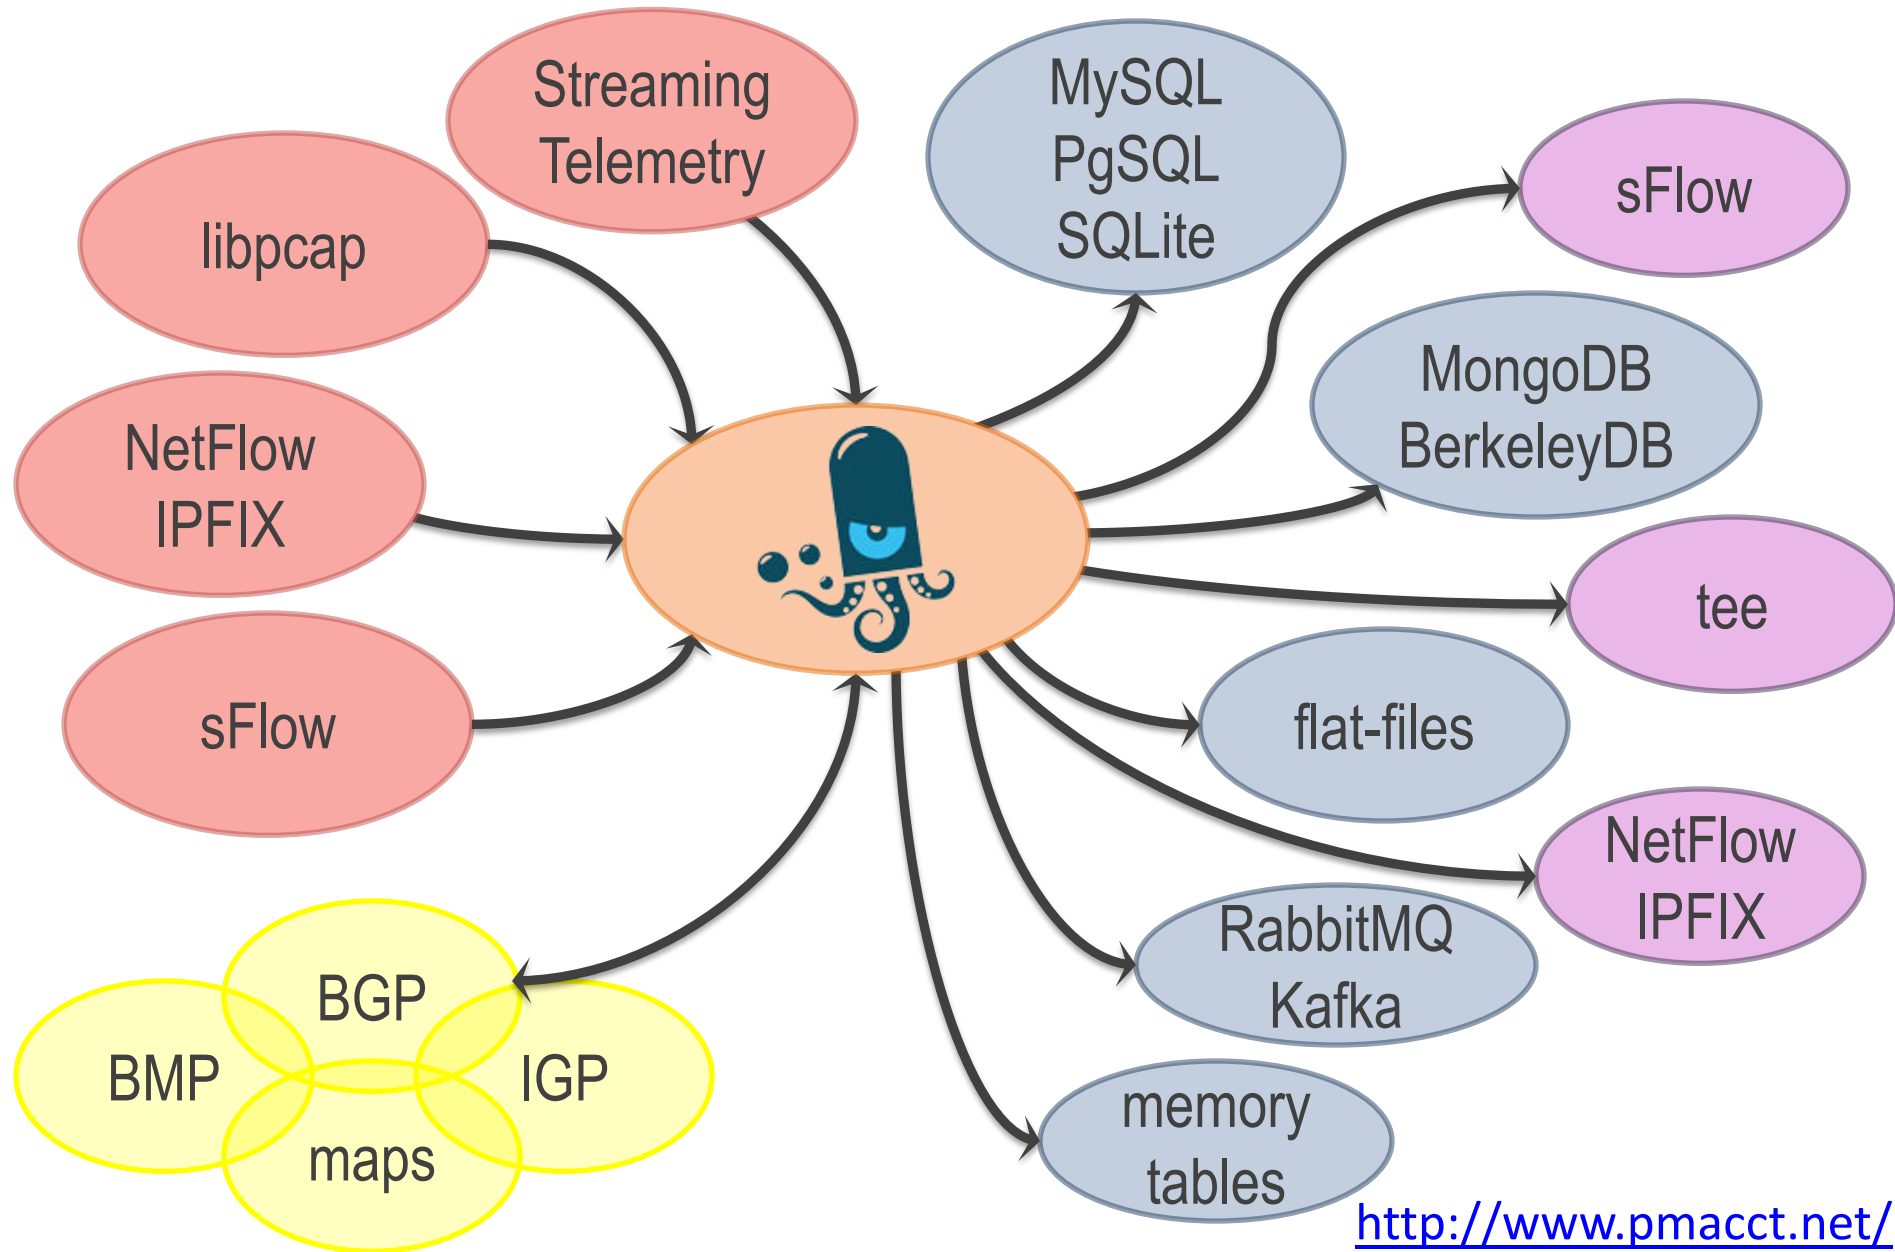 Streaming
Telemetry
MySQL
PgSQL
SQLite
sFlow
libpcap
MongoDB
BerkeleyDB
NetFlow
IPFIX
tee
sFlow
flat-files
NetFlow
IPFIX
RabbitMQ
Kafka
BGP
BMP
IGP
maps
memory
tables
http://www.pmacct.net/